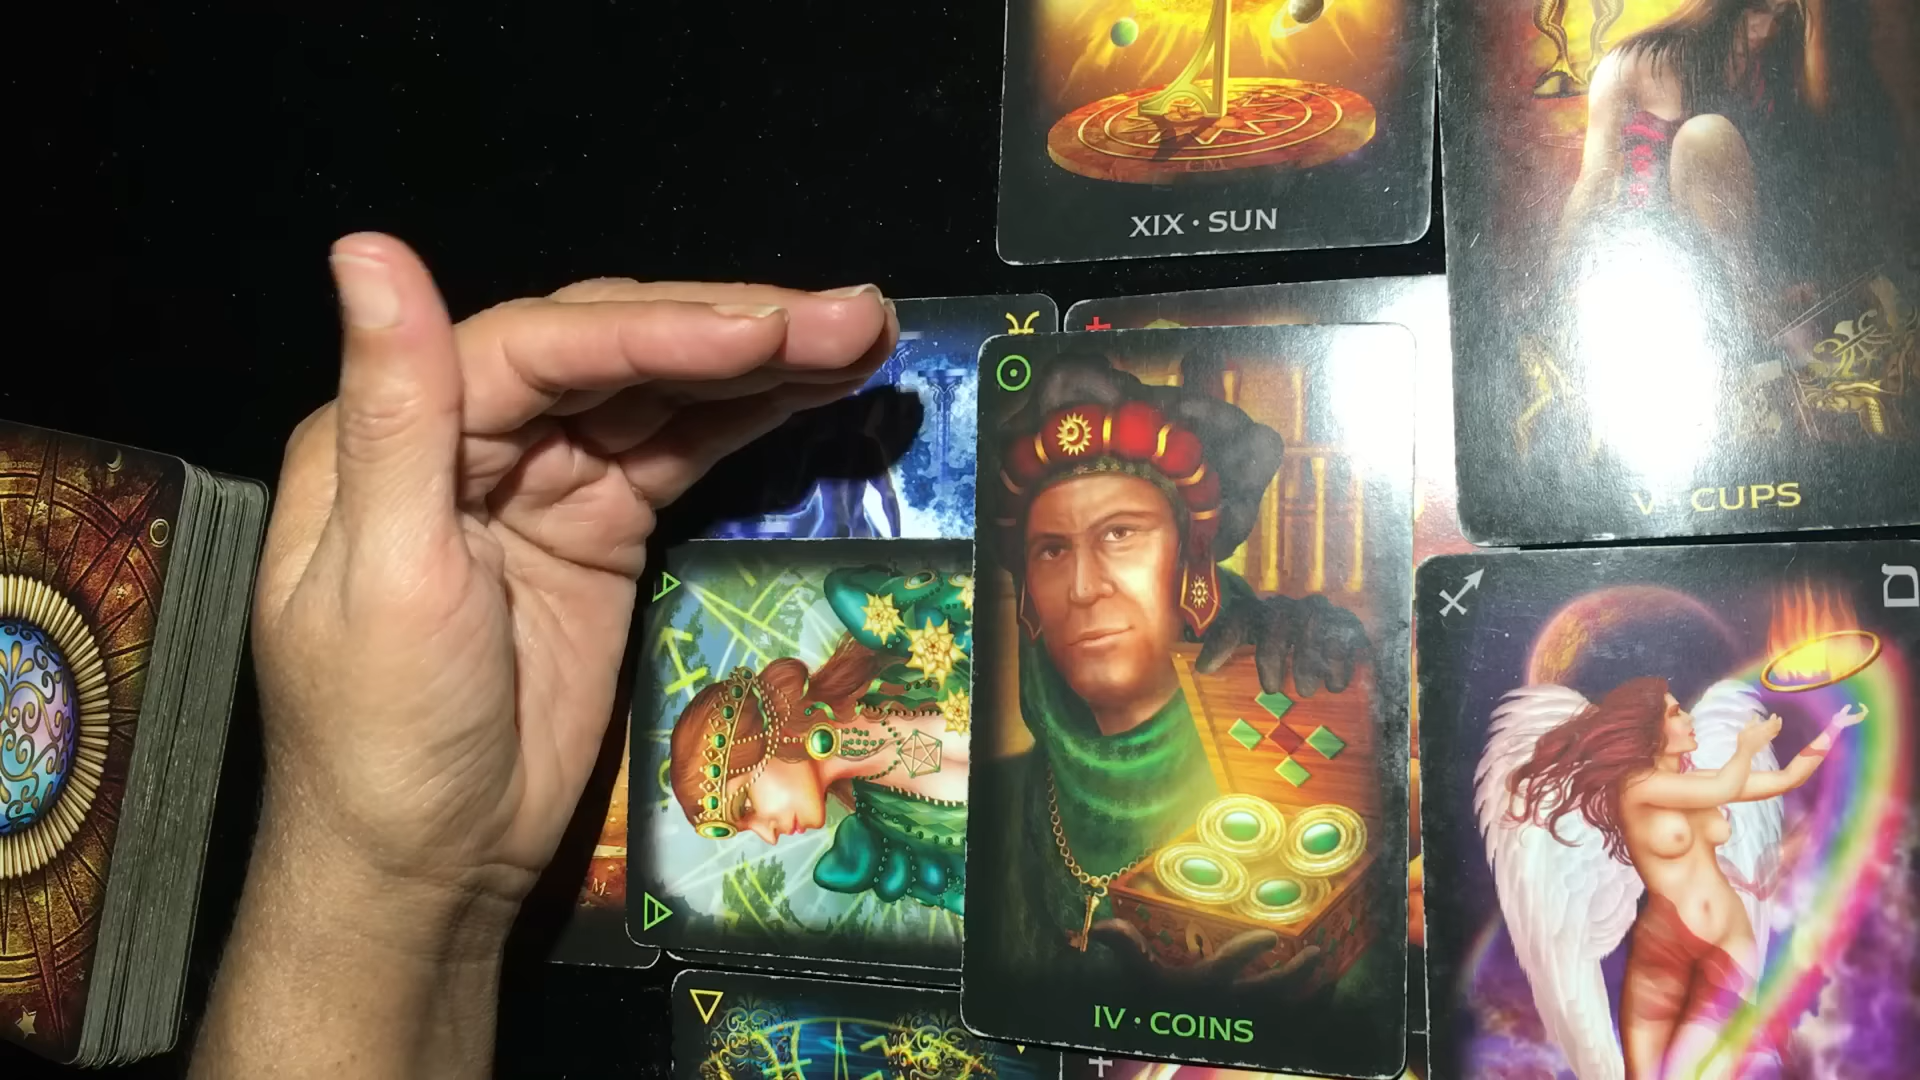 XIX · SUN
V · CUPS
IV · COINS